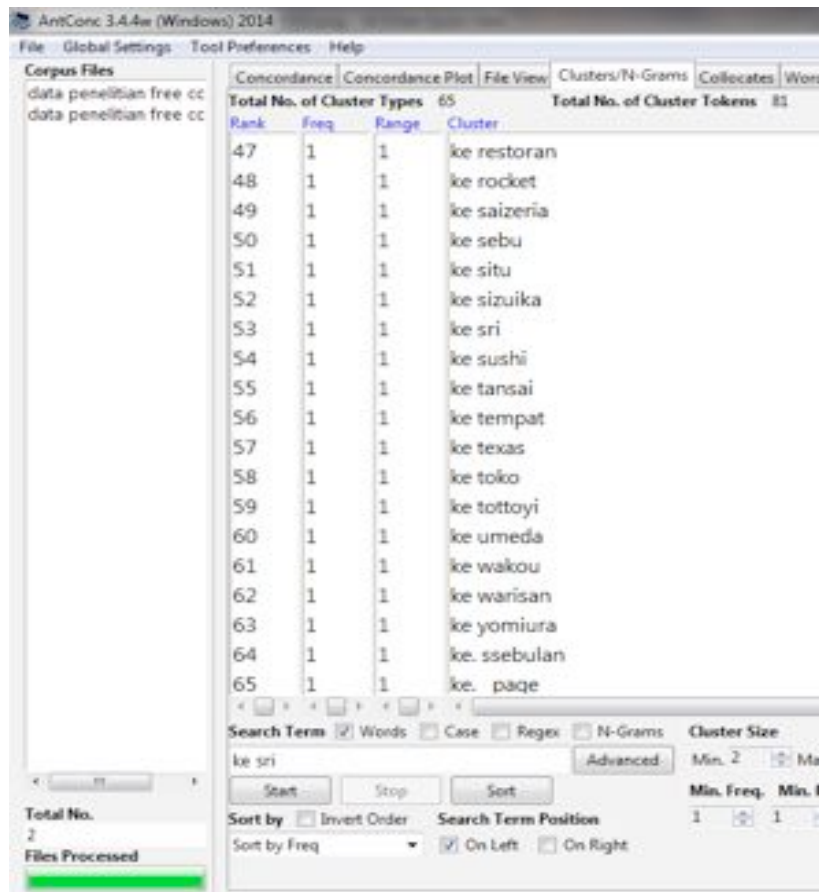 AntConc 3.4.4w (Windows) 2014
File Global Settings Tool Preferences Help
Corpus Files
data penelitian free cc
data penelitian free cc
Concordance Concordance Plot File View Clusters/N-Grams Collocates Word
Total No. of Cluster Types 65 Total No. of Cluster Tokens 81
Rank Freq Range Cluster
47 1 1 ke restoran
48 1 1 ke rocket
49 1 1 ke saizeria
50 1 1 ke sebu
51 1 1 ke situ
52 1 1 ke sizuika
53 1 1 ke sri
54 1 1 ke sushi
55 1 1 ke tansai
56 1 1 ke tempat
57 1 1 ke texas
58 1 1 ke toko
59 1 1 ke tottoyi
60 1 1 ke umeda
61 1 1 ke wakou
62 1 1 ke warisan
63 1 1 ke yomiura
64 1 1 ke. ssebulan
65 1 1 ke. page
Search Term Words Case Regex N-Grams Cluster Size
ke sri Advanced Min. 2 Ma
Start Stop Sort Min. Freq. Min.
Total No.
2
Files Processed
Sort by Invert Order Search Term Position 1 1
Sort by Freq On Left On Right